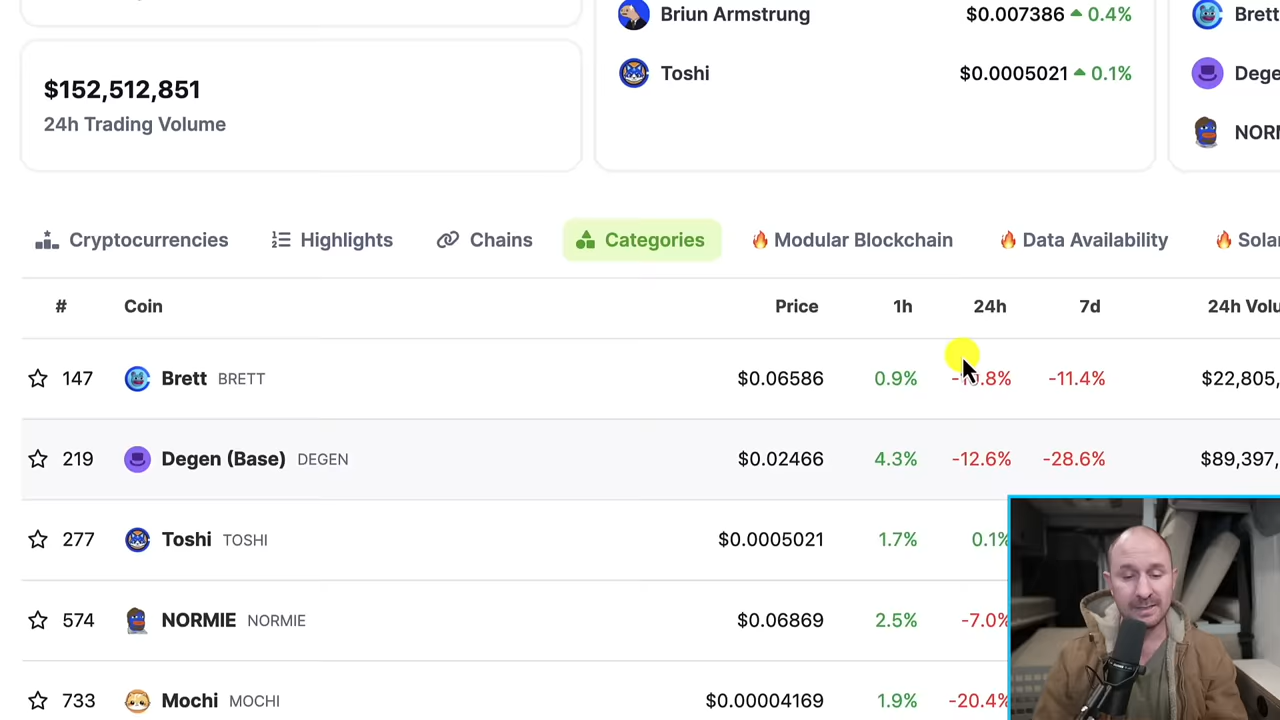 Briun Armstrung $0.007386 0.4%
Toshi $0.0005021 0.1%
$152,512,851
24h Trading Volume
Brett
Dege
NORM
Cryptocurrencies Highlights Chains Categories Modular Blockchain Data Availability Solar
# Coin Price 1h 24h 7d 24h Volu
147 Brett BRETT $0.06586 0.9% -11.4% $22,805,
219 Degen (Base) DEGEN $0.02466 4.3% -12.6% -28.6% $89,397,
277 Toshi TOSHI $0.0005021 1.7% 0.1%
574 NORMIE NORMIE $0.06869 2.5% -7.0%
733 Mochi MOCHI $0.00004169 1.9% -20.4%